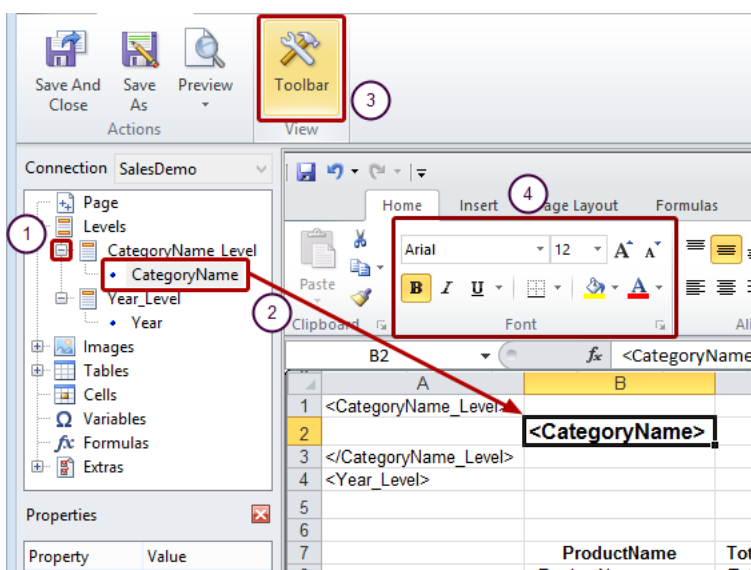 Save And Close
Save As
Preview
Toolbar
3
Actions
View
Connection SalesDemo
Page
Levels
1
CategoryName_Level
CategoryName
Year_Level
2
Year
Images
Tables
Cells
Variables
fx Formulas
Extras
Properties
Property Value
4
Home Insert Page Layout Formulas
Paste
Arial 12 A A
B I U A
Clipboard Font
B2 fx <CategoryName
A B
1 <CategoryName_Level>
2 <CategoryName>
3 </CategoryName_Level>
4 <Year_Level>
5
6
7 ProductName Tot